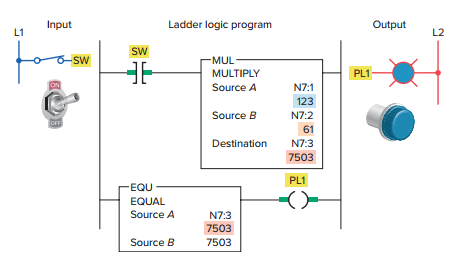 Input
Ladder logic program
Output
L1
L2
SW
SW
ON
OFF
MUL
MULTIPLY
Source A N7:1
123
Source B N7:2
61
Destination N7:3
7503
PL1
EQU
EQUAL
Source A N7:3
7503
Source B 7503
PL1